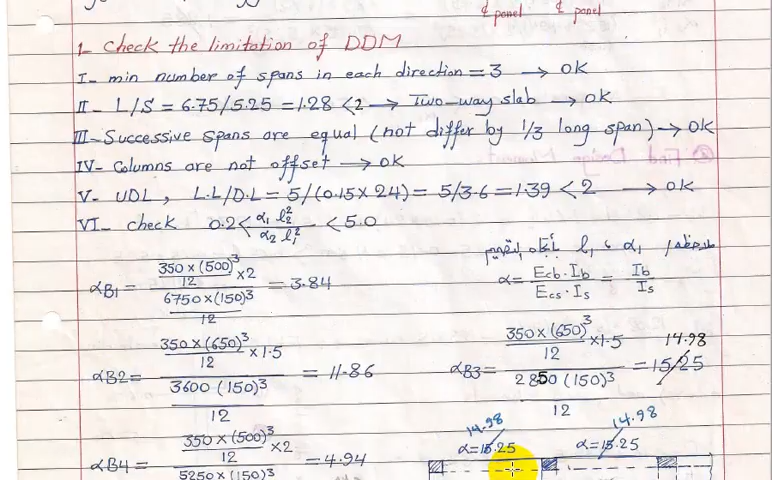 ¢ panel ¢ panel
1- Check the limitation of DDM
I- min number of spans in each direction = 3 → OK
II- L/S = 6.75/5.25 = 1.28 < 2 → Two-way slab → OK
III- Successive spans are equal (not differ by 1/3 long span) → OK
IV- Columns are not offset → OK
V- UDL, L.L/D.L = 5/(0.15×24) = 5/3.6 = 1.39 < 2 → OK
VI- check 0.2 < α₁ l₂² / α₂ l₁² < 5.0
l₁ α₁
α = Ecb·Ib / Ecs·Is = Ib / Is
αB1 = (350×(500)³/12 ×2) / (6750×(150)³/12) = 3.84
αB2 = (350×(650)³/12 ×1.5) / (3600(150)³/12) = 11.86
αB3 = (350×(650)³/12 ×1.5) / (2850(150)³/12) = 15/25 14.98
14.98 14.98
α=15.25 α=15.25
αB4 = (350×(500)³/12 ×2) / 5250×(150)³ = 4.94